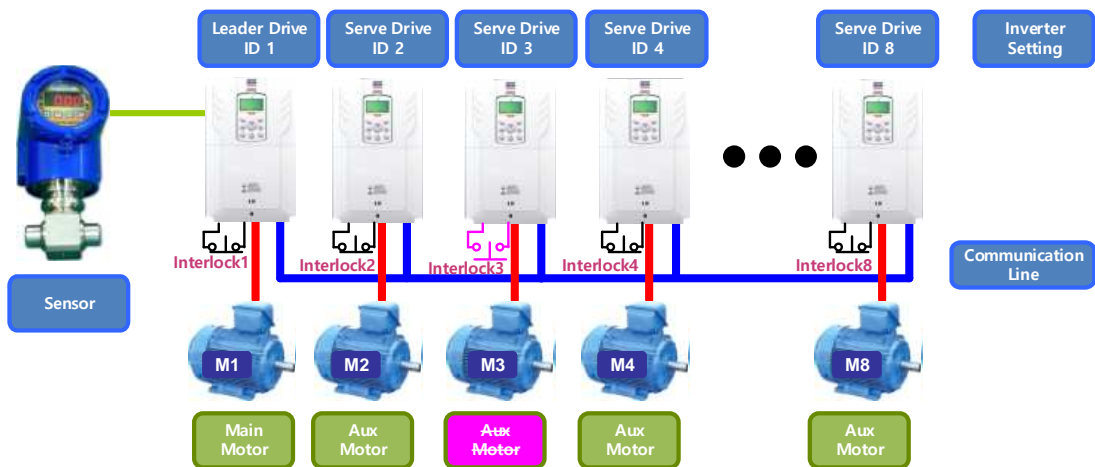 Leader Drive
ID 1
Serve Drive
ID 2
Serve Drive
ID 3
Serve Drive
ID 4
Serve Drive
ID 8
Inverter
Setting
Interlock1
Interlock2
Interlock3
Interlock4
Interlock8
Communication
Line
Sensor
M1
M2
M3
M4
M8
Main
Motor
Aux
Motor
Aux
Motor
Aux
Motor
Aux
Motor